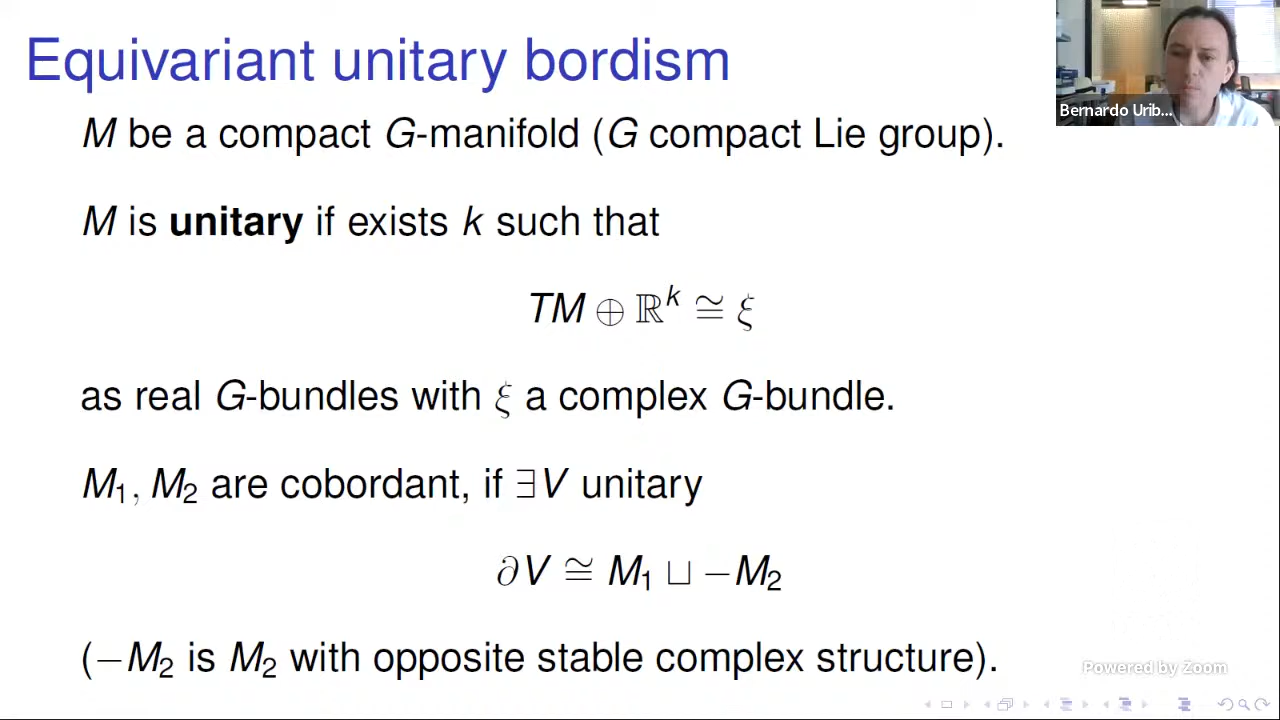 Equivariant unitary bordism
Bernardo Urib...
M be a compact G-manifold (G compact Lie group).
M is unitary if exists k such that
TM ⊕ ℝᵏ ≅ ξ
as real G-bundles with ξ a complex G-bundle.
M₁, M₂ are cobordant, if ∃V unitary
∂V ≅ M₁ ⊔ −M₂
(−M₂ is M₂ with opposite stable complex structure).
Powered by Zoom